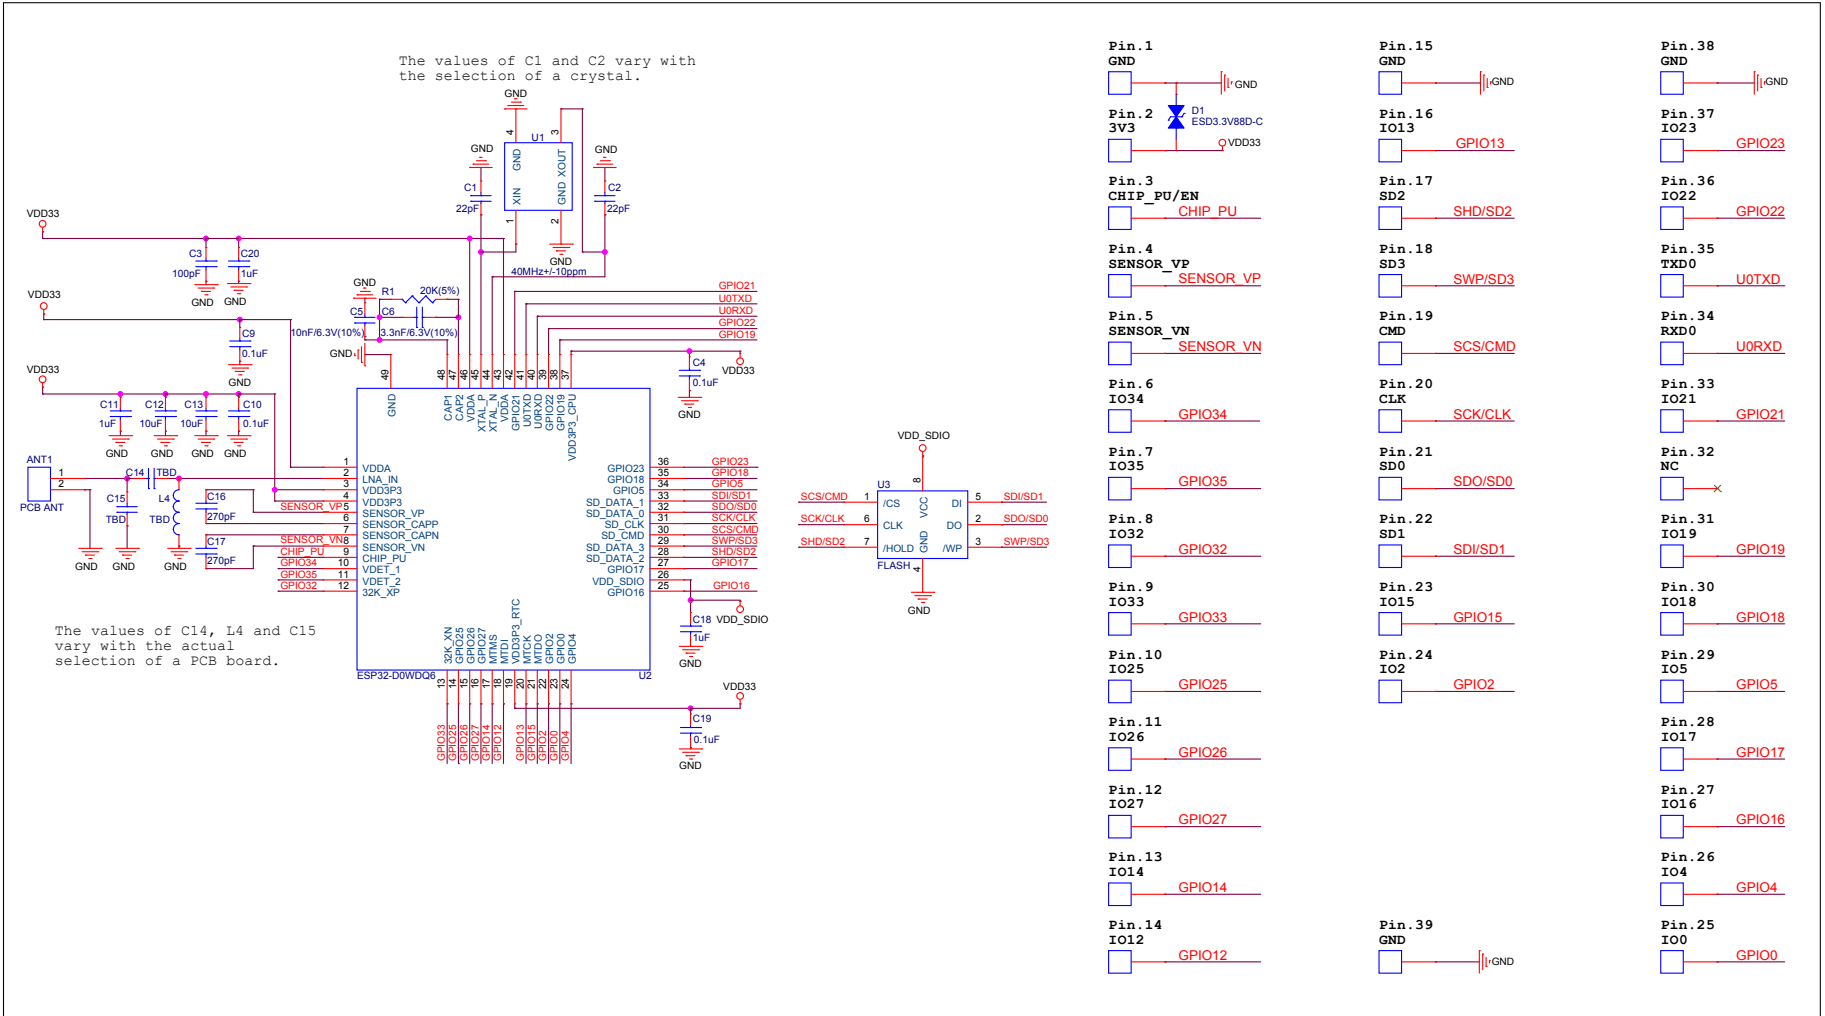 The values of C1 and C2 vary with
the selection of a crystal.
GND
4
3
U1
GND
XOUT
XIN
GND
1
2
GND
C1
22pF
GND
C2
22pF
GND
40MHz+/-10ppm
VDD33
C3
100pF
GND
C20
1uF
GND
VDD33
C9
0.1uF
GND
VDD33
C11
1uF
GND
C12
10uF
GND
C13
10uF
GND
C10
0.1uF
GND
GND
R1
20K(5%)
C5
10nF/6.3V(10%)
C6
3.3nF/6.3V(10%)
GND
GPIO21
U0TXD
U0RXD
GPIO22
GPIO19
C4
0.1uF
GND
VDD33
49
48
47
46
45
44
43
42
41
40
39
38
37
GND
CAP1
CAP2
VDDA
XTAL_P
XTAL_N
VDDA
GPIO21
U0TXD
U0RXD
GPIO22
GPIO19
VDD3P3_CPU
ANT1
1
2
PCB ANT
GND
C14
TBD
C15
TBD
GND
L4
TBD
GND
C16
270pF
C17
270pF
GND
SENSOR_VP
SENSOR_VN
CHIP_PU
GPIO34
GPIO35
GPIO32
1 VDDA
2 LNA_IN
3 VDD3P3
4 VDD3P3
5 SENSOR_VP
6 SENSOR_CAPP
7 SENSOR_CAPN
8 SENSOR_VN
9 CHIP_PU
10 VDET_1
11 VDET_2
12 32K_XP
GPIO23 36 GPIO23
GPIO18 35 GPIO18
GPIO5 34 GPIO5
SD_DATA_1 33 SDI/SD1
SD_DATA_0 32 SDO/SD0
SD_CLK 31 SCK/CLK
SD_CMD 30 SCS/CMD
SD_DATA_3 29 SWP/SD3
SD_DATA_2 28 SHD/SD2
GPIO17 27 GPIO17
VDD_SDIO 26
GPIO16 25 GPIO16
VDD_SDIO
C18
1uF
GND
The values of C14, L4 and C15
vary with the actual
selection of a PCB board.
32K_XN
GPIO25
GPIO26
GPIO27
MTMS
MTDI
VDD3P3_RTC
MTCK
MTDO
GPIO2
GPIO0
GPIO4
ESP32-D0WDQ6
U2
13
14
15
16
17
18
19
20
21
22
23
24
GPIO33
GPIO25
GPIO26
GPIO27
GPIO14
GPIO12
GPIO13
GPIO15
GPIO2
GPIO0
GPIO4
VDD33
C19
0.1uF
GND
VDD_SDIO
8
U3
SCS/CMD 1 /CS
SCK/CLK 6 CLK
SHD/SD2 7 /HOLD
VCC
GND
DI 5 SDI/SD1
DO 2 SDO/SD0
/WP 3 SWP/SD3
FLASH
4
GND
Pin.1
GND
GND
D1
ESD3.3V88D-C
Pin.2
3V3
VDD33
Pin.3
CHIP_PU/EN
CHIP_PU
Pin.4
SENSOR_VP
SENSOR_VP
Pin.5
SENSOR_VN
SENSOR_VN
Pin.6
IO34
GPIO34
Pin.7
IO35
GPIO35
Pin.8
IO32
GPIO32
Pin.9
IO33
GPIO33
Pin.10
IO25
GPIO25
Pin.11
IO26
GPIO26
Pin.12
IO27
GPIO27
Pin.13
IO14
GPIO14
Pin.14
IO12
GPIO12
Pin.15
GND
GND
Pin.16
IO13
GPIO13
Pin.17
SD2
SHD/SD2
Pin.18
SD3
SWP/SD3
Pin.19
CMD
SCS/CMD
Pin.20
CLK
SCK/CLK
Pin.21
SD0
SDO/SD0
Pin.22
SD1
SDI/SD1
Pin.23
IO15
GPIO15
Pin.24
IO2
GPIO2
Pin.39
GND
GND
Pin.38
GND
GND
Pin.37
IO23
GPIO23
Pin.36
IO22
GPIO22
Pin.35
TXD0
U0TXD
Pin.34
RXD0
U0RXD
Pin.33
IO21
GPIO21
Pin.32
NC
Pin.31
IO19
GPIO19
Pin.30
IO18
GPIO18
Pin.29
IO5
GPIO5
Pin.28
IO17
GPIO17
Pin.27
IO16
GPIO16
Pin.26
IO4
GPIO4
Pin.25
IO0
GPIO0